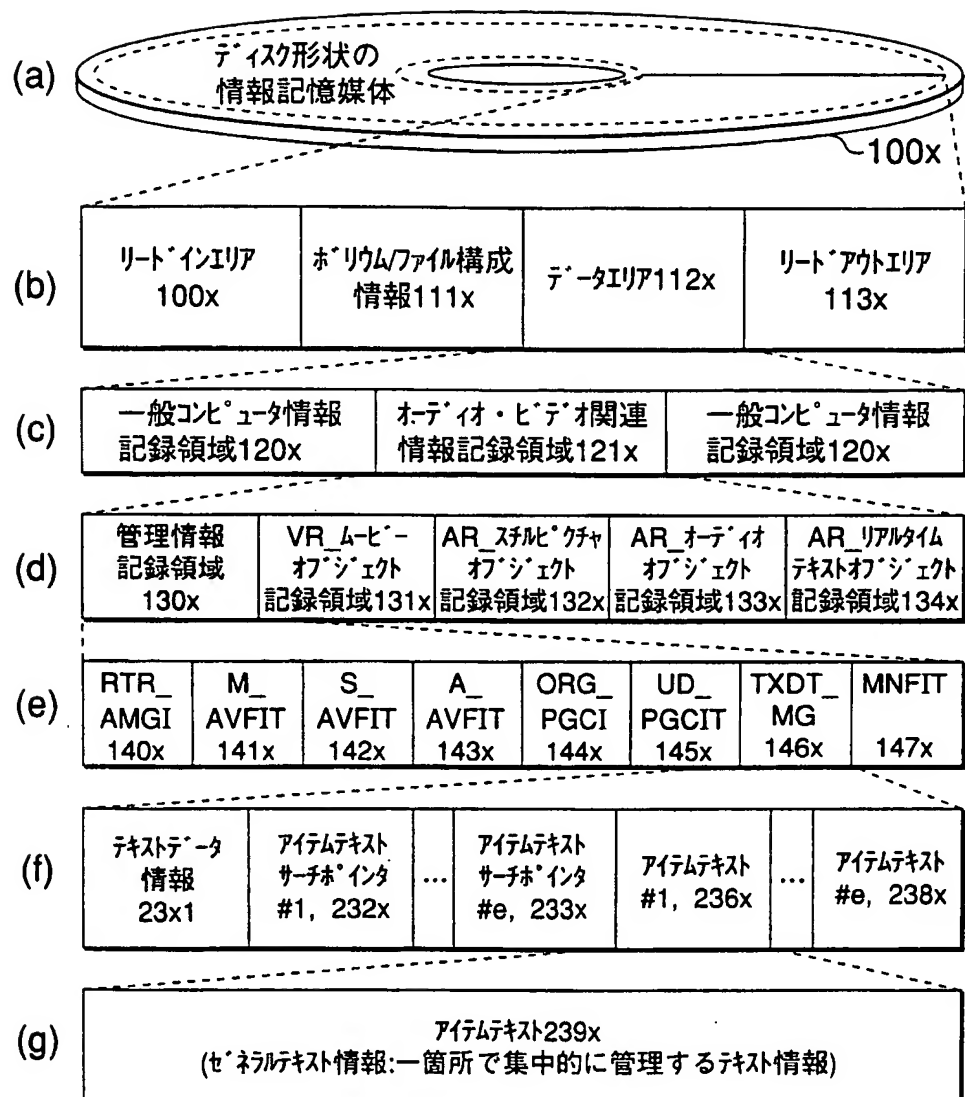 (a)
ディスク形状の
情報記憶媒体
100x
(b)
リードインエリア
100x
ボリウム/ファイル構成
情報111x
データエリア112x
リードアウトエリア
113x
(c)
一般コンピュータ情報
記録領域120x
オーディオ・ビデオ関連
情報記録領域121x
一般コンピュータ情報
記録領域120x
(d)
管理情報
記録領域
130x
VR_ムービー
オブジェクト
記録領域131x
AR_スチルピクチャ
オブジェクト
記録領域132x
AR_オーディオ
オブジェクト
記録領域133x
AR_リアルタイム
テキストオブジェクト
記録領域134x
(e)
RTR_
AMGI
140x
M_
AVFIT
141x
S_
AVFIT
142x
A_
AVFIT
143x
ORG_
PGCI
144x
UD_
PGCIT
145x
TXDT_
MG
146x
MNFIT
147x
(f)
テキストデータ
情報
23x1
アイテムテキスト
サーチポインタ
#1, 232x
...
アイテムテキスト
サーチポインタ
#e, 233x
アイテムテキスト
#1, 236x
...
アイテムテキスト
#e, 238x
(g)
アイテムテキスト239x
(ゼネラルテキスト情報:一箇所で集中的に管理するテキスト情報)